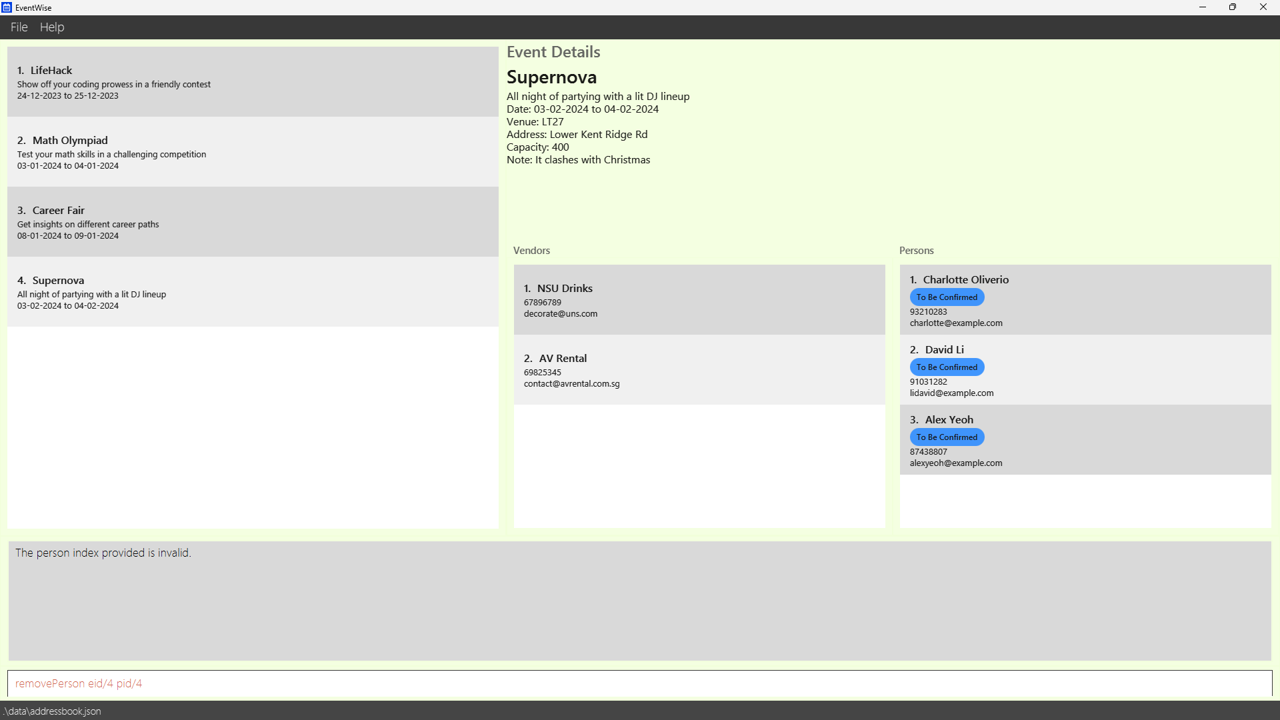 EventWise
File Help
1. LifeHack
Show off your coding prowess in a friendly contest
24-12-2023 to 25-12-2023
2. Math Olympiad
Test your math skills in a challenging competition
03-01-2024 to 04-01-2024
3. Career Fair
Get insights on different career paths
08-01-2024 to 09-01-2024
4. Supernova
All night of partying with a lit DJ lineup
03-02-2024 to 04-02-2024
Event Details
Supernova
All night of partying with a lit DJ lineup
Date: 03-02-2024 to 04-02-2024
Venue: LT27
Address: Lower Kent Ridge Rd
Capacity: 400
Note: It clashes with Christmas
Vendors
1. NSU Drinks
67896789
decorate@uns.com
2. AV Rental
69825345
contact@avrental.com.sg
Persons
1. Charlotte Oliverio
To Be Confirmed
93210283
charlotte@example.com
2. David Li
To Be Confirmed
91031282
lidavid@example.com
3. Alex Yeoh
To Be Confirmed
87438807
alexyeoh@example.com
The person index provided is invalid.
removePerson eid/4 pid/4
.\data\addressbook.json